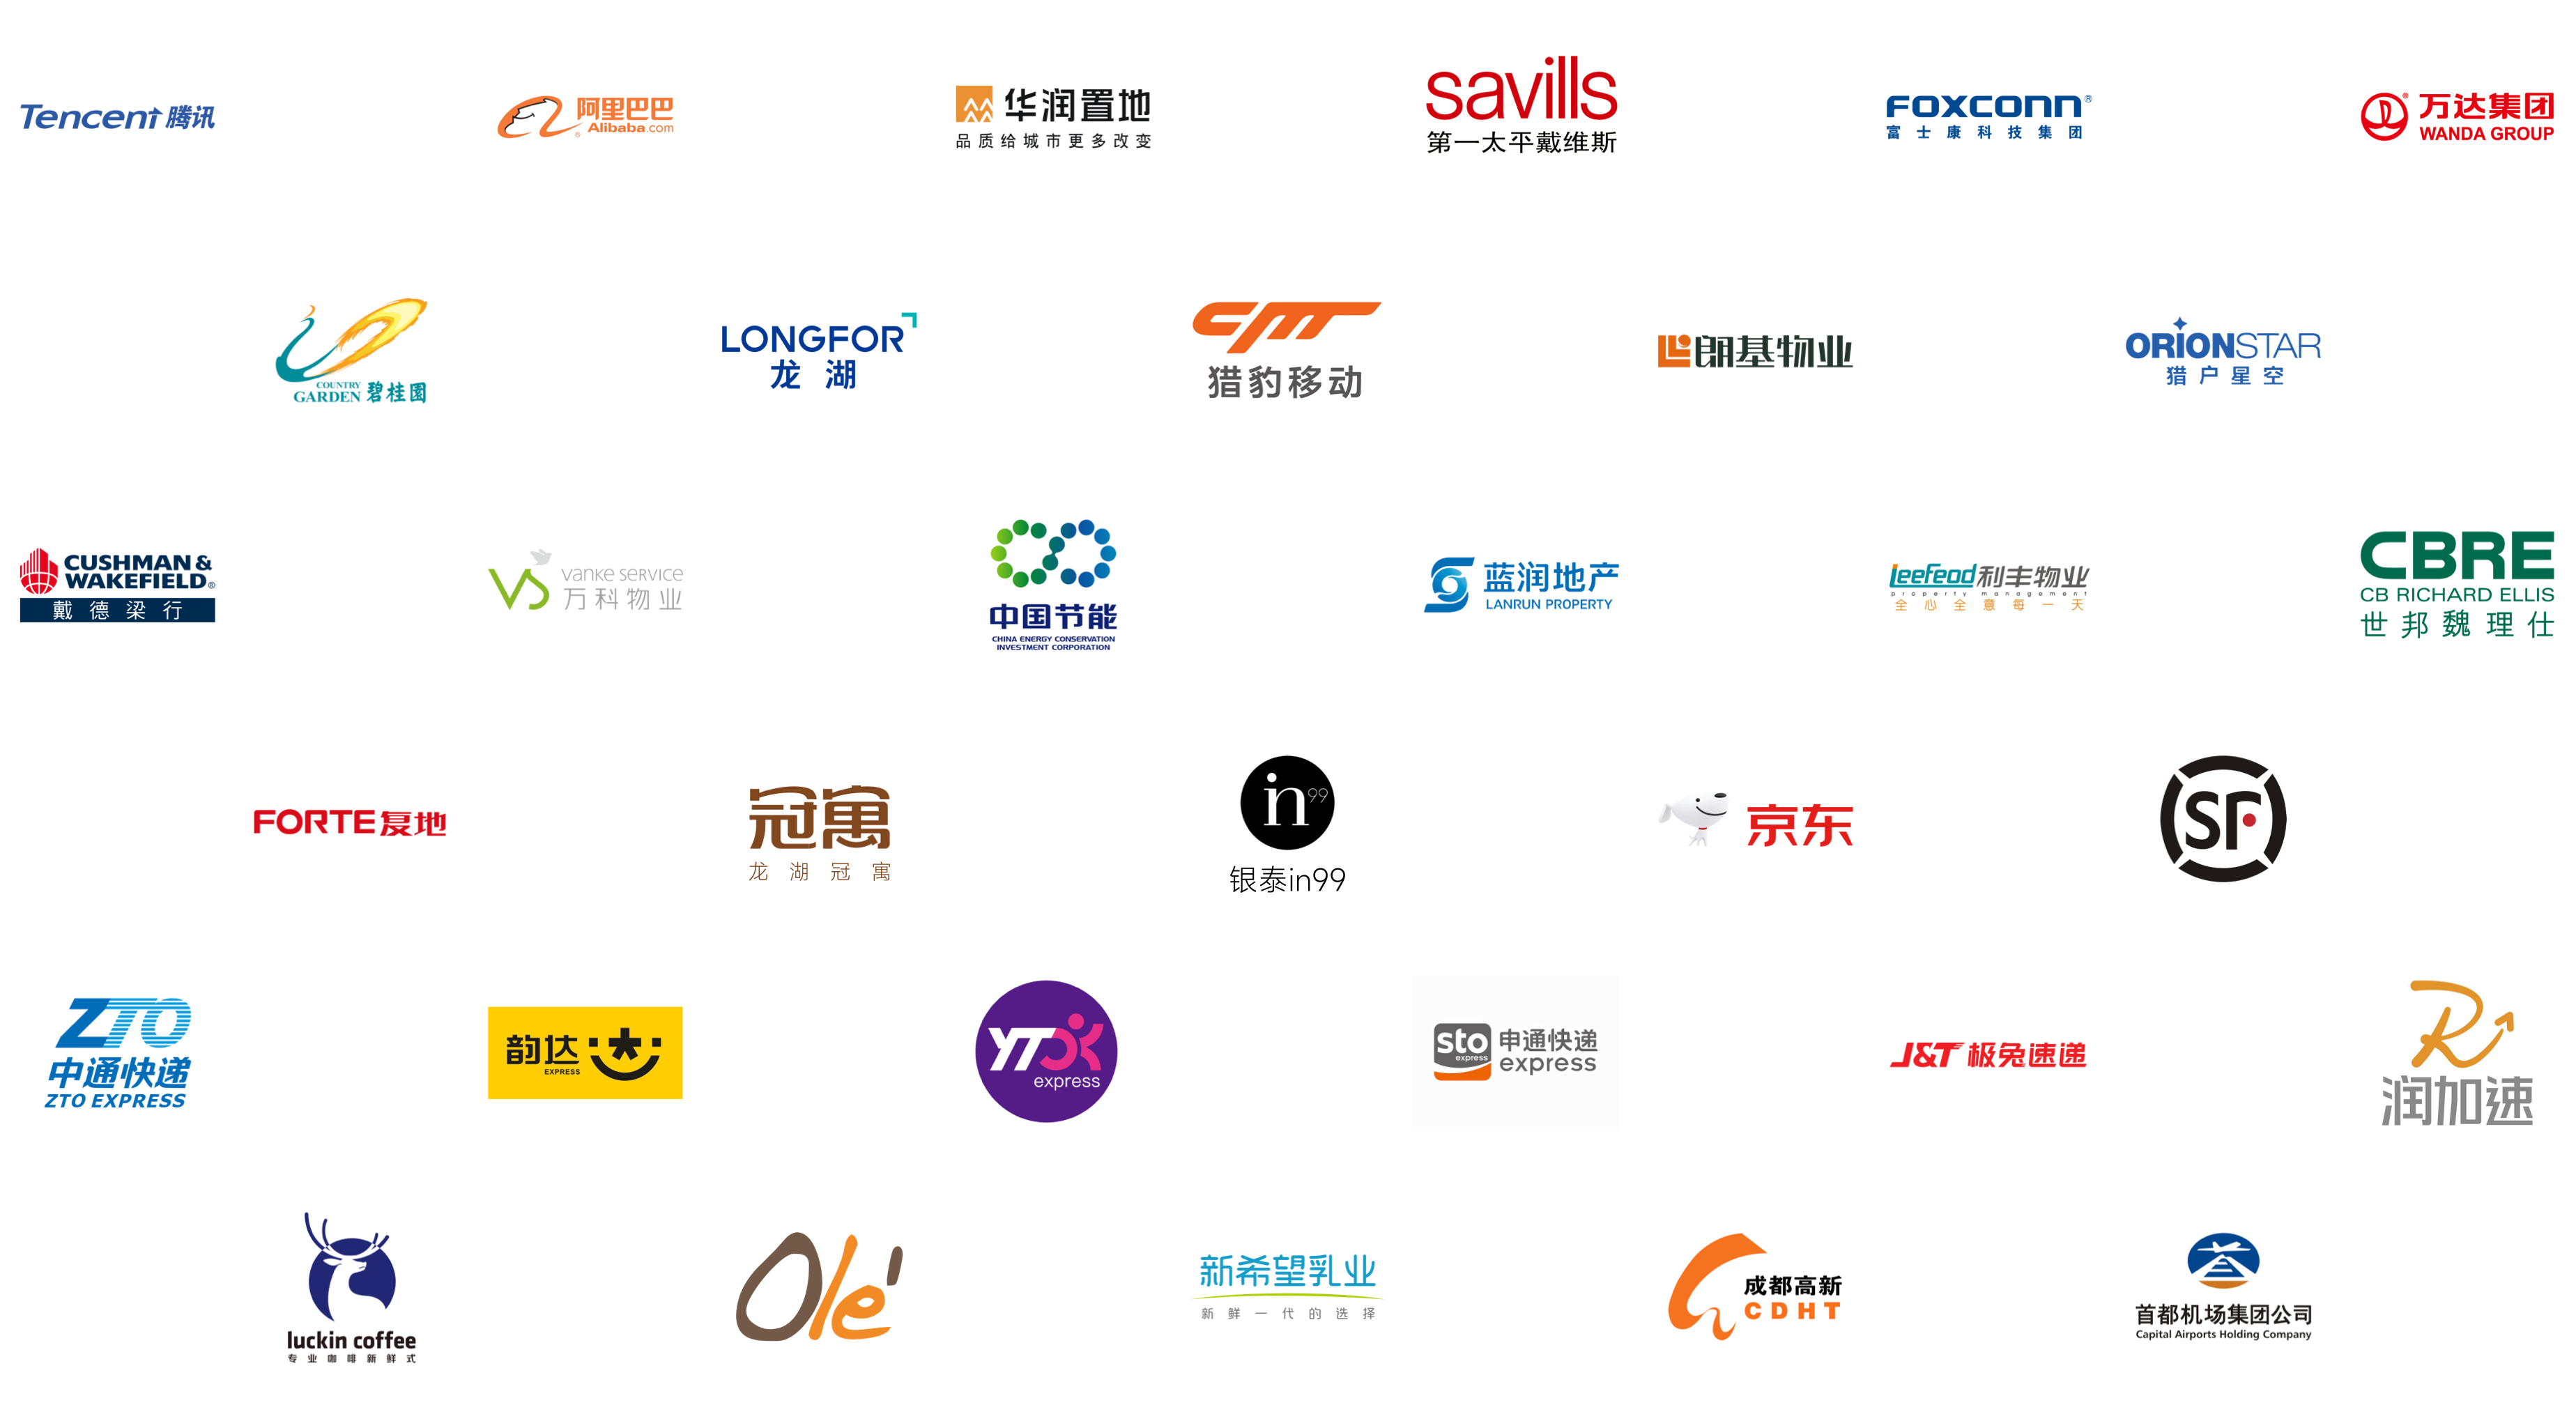 Tencent 腾讯
阿里巴巴
Alibaba.com
华润置地
品质给城市更多改变
savills
第一太平戴维斯
FOXCONN
富士康科技集团
万达集团
WANDA GROUP
COUNTRY
GARDEN 碧桂園
LONGFOR
龙湖
CMT
猎豹移动
朗基物业
ORIONSTAR
猎户星空
CUSHMAN &
WAKEFIELD
戴德梁行
VS
vanke service
万科物业
中国节能
CHINA ENERGY CONSERVATION
INVESTMENT CORPORATION
蓝润地产
LANRUN PROPERTY
Leefeod 利丰物业
property management
全心全意每一天
CBRE
CB RICHARD ELLIS
世邦魏理仕
FORTE 复地
冠寓
龙湖冠寓
in99
银泰in99
京东
SF
ZTO
中通快递
ZTO EXPRESS
韵达
EXPRESS
YTO
express
sto
express
申通快递
express
J&T 极兔速递
R
润加速
luckin coffee
专业咖啡新鲜式
Ole'
新希望乳业
新鲜一代的选择
成都高新
CDHT
首都机场集团公司
Capital Airports Holding Company